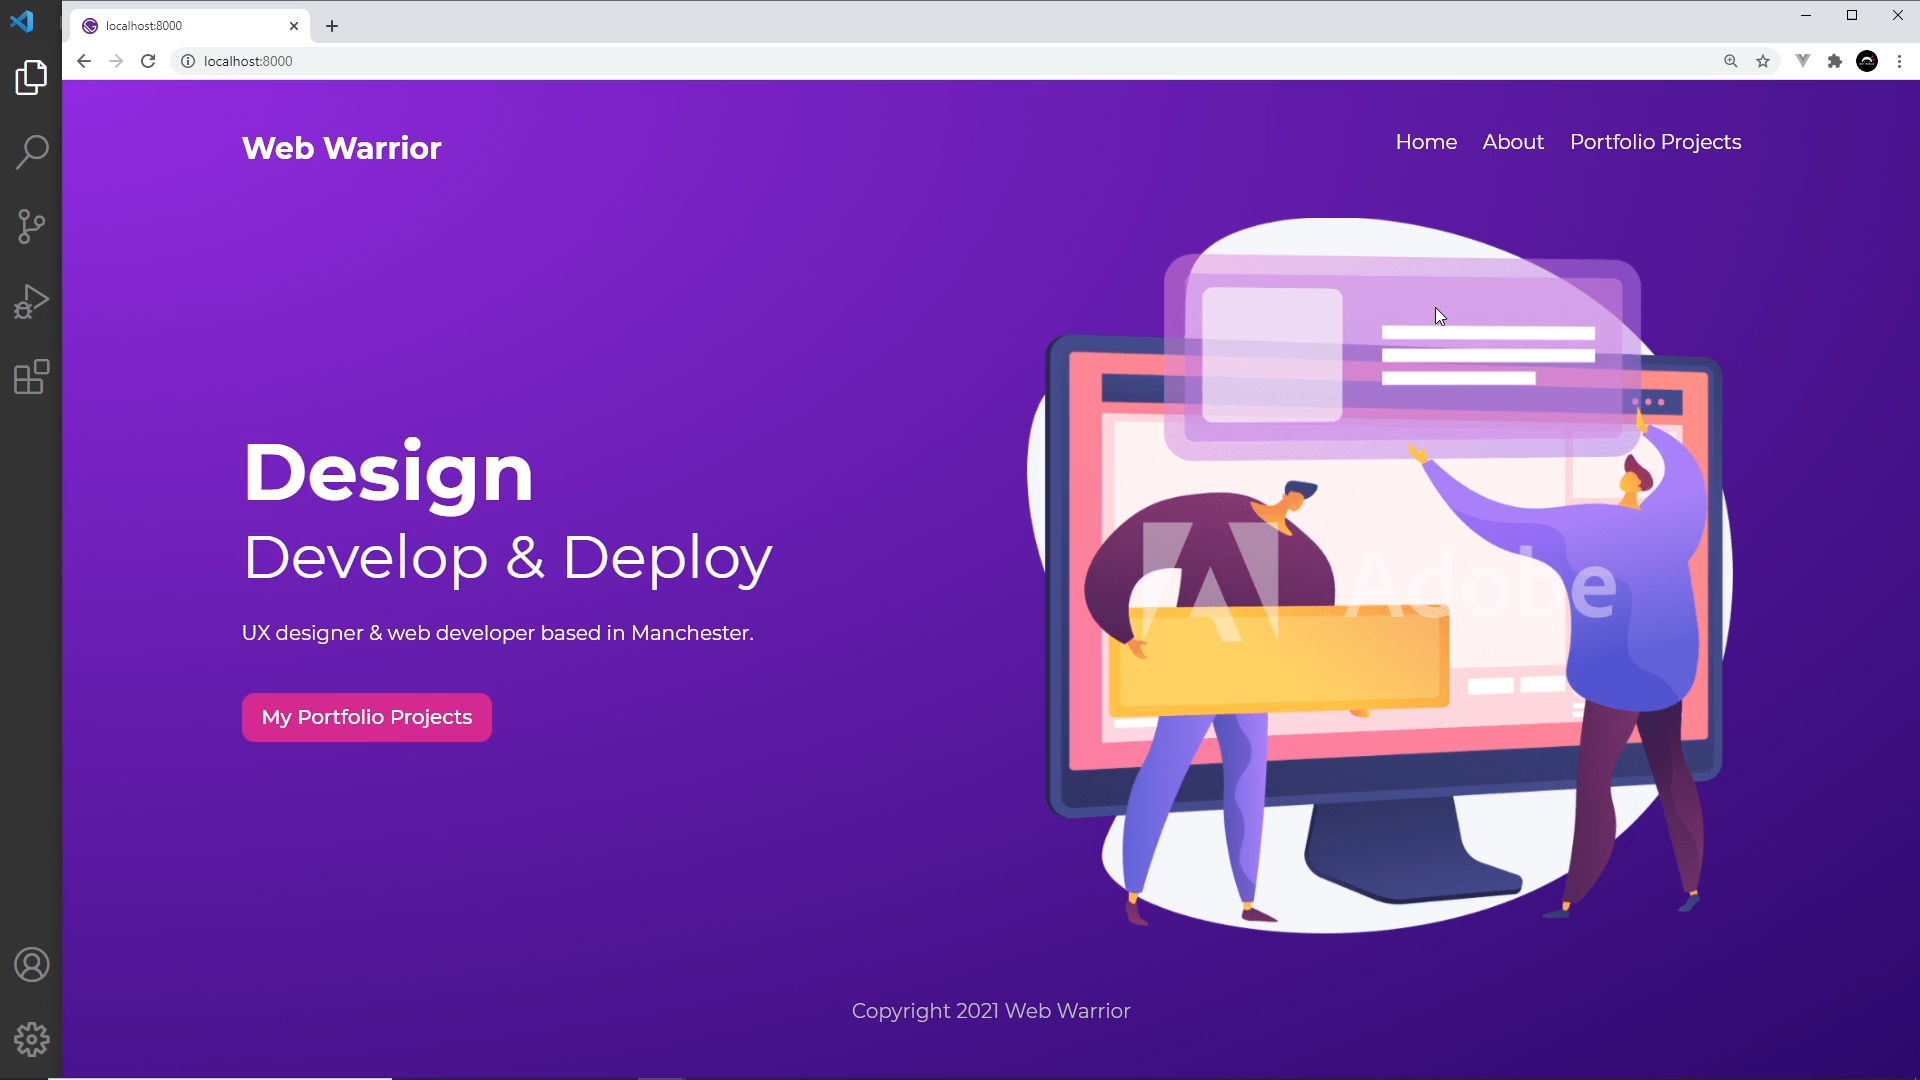 localhost:8000
localhost:8000
Web Warrior
Home About Portfolio Projects
Design
Develop & Deploy
UX designer & web developer based in Manchester.
My Portfolio Projects
Adobe
Copyright 2021 Web Warrior